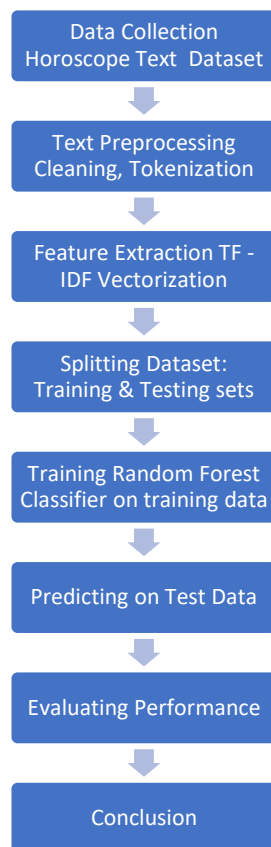 Data Collection
Horoscope Text  Dataset
Text Preprocessing
Cleaning, Tokenization
Feature Extraction TF -
IDF Vectorization
Splitting Dataset:
Training & Testing sets
Training Random Forest
Classifier on training data
Predicting on Test Data
Evaluating Performance
Conclusion